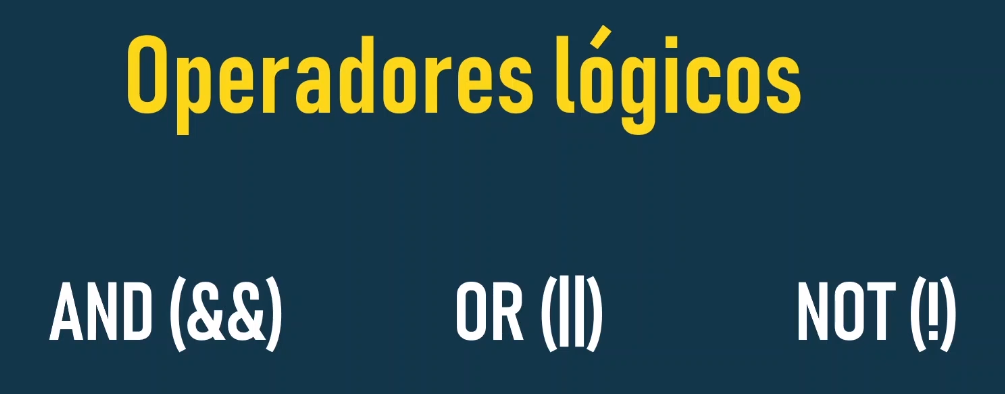 Operadores lógicos
AND (&&) OR (||) NOT (!)